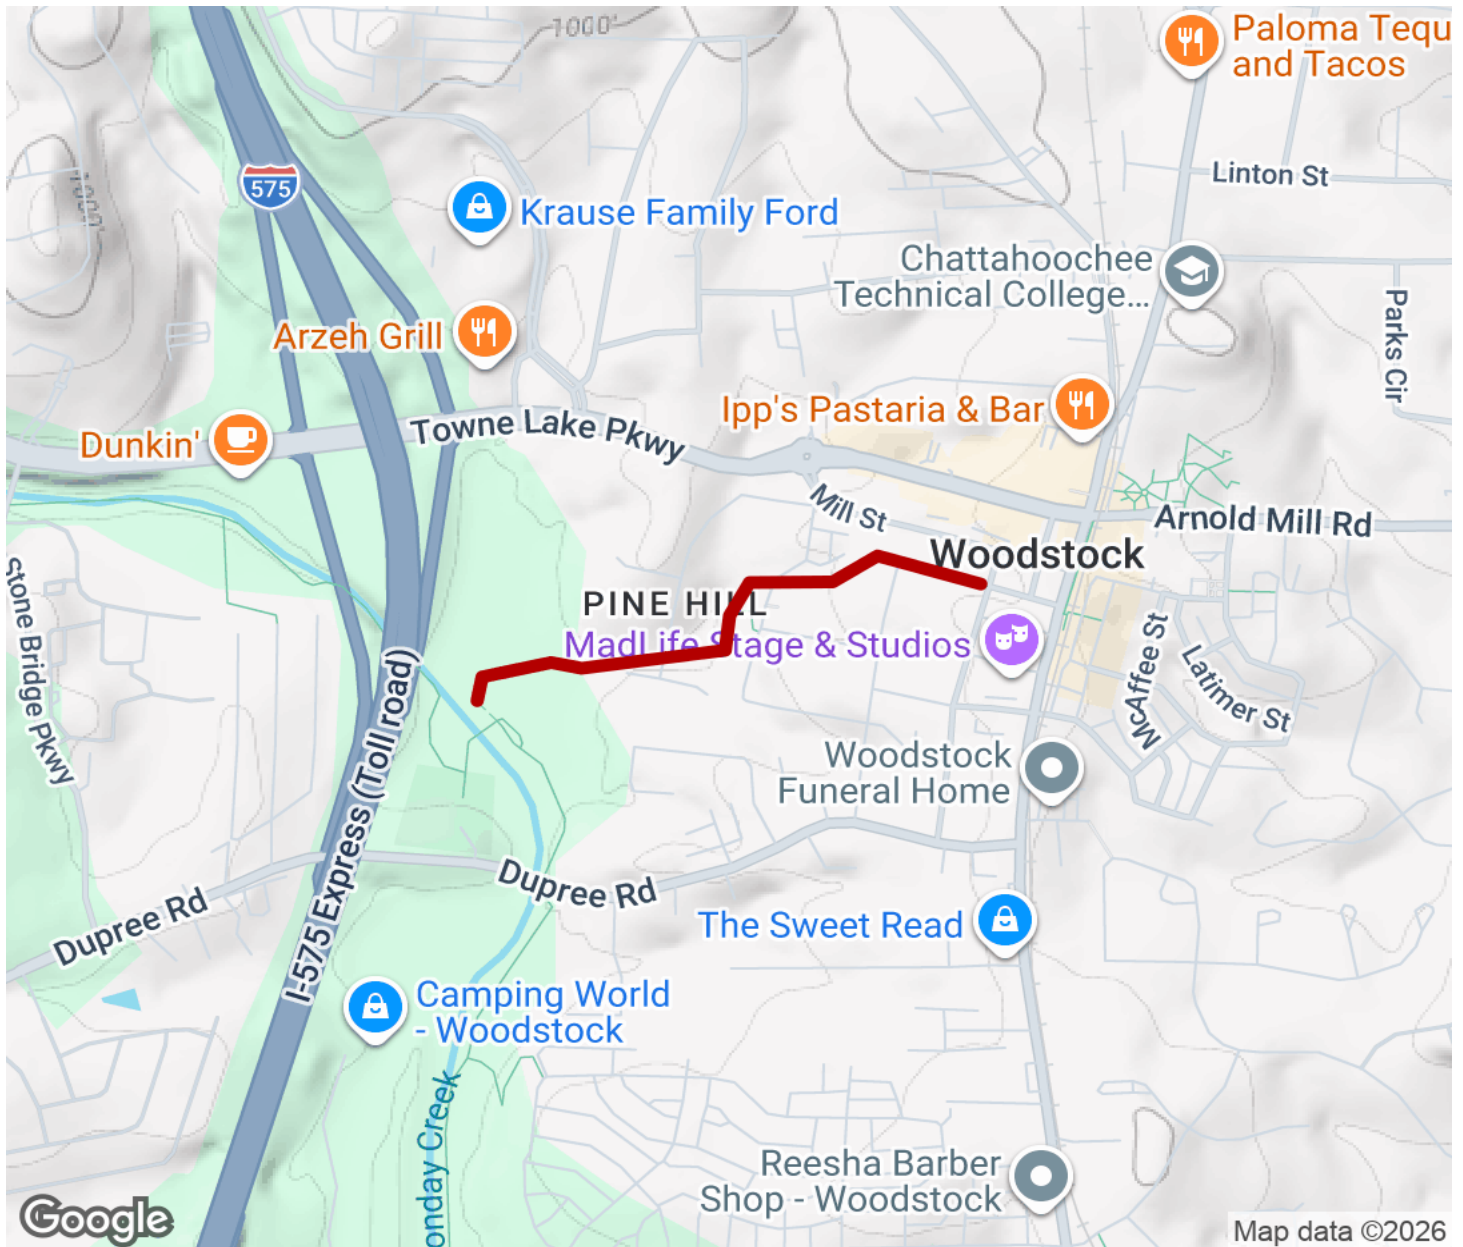 1000'
Paloma Tequ
and Tacos
575
1000'
Linton St
Krause Family Ford
Chattahoochee
Technical College...
Parks Cir
Arzeh Grill
Ipp's Pastaria & Bar
Dunkin'
Towne Lake Pkwy
Mill St
Arnold Mill Rd
Woodstock
Stone Bridge Pkwy
PINE HILL
MadLife Stage & Studios
McAffee St
Latimer St
I-575 Express (Toll road)
Woodstock
Funeral Home
Dupree Rd
Dupree Rd
The Sweet Read
Camping World
- Woodstock
onday Creek
Reesha Barber
Shop - Woodstock
Google
Map data ©2026